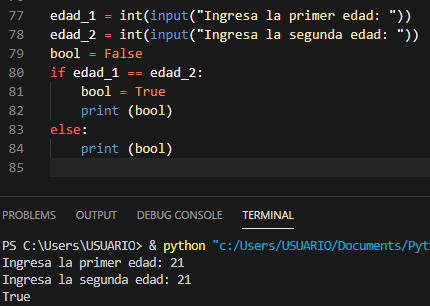 77 edad_1 = int(input("Ingresa la primer edad: "))
78 edad_2 = int(input("Ingresa la segunda edad: "))
79 bool = False
80 if edad_1 == edad_2:
81 bool = True
82 print (bool)
83 else:
84 print (bool)
85
PROBLEMS OUTPUT DEBUG CONSOLE TERMINAL
PS C:\Users\USUARIO> & python "c:/Users/USUARIO/Documents/Pyt
Ingresa la primer edad: 21
Ingresa la segunda edad: 21
True